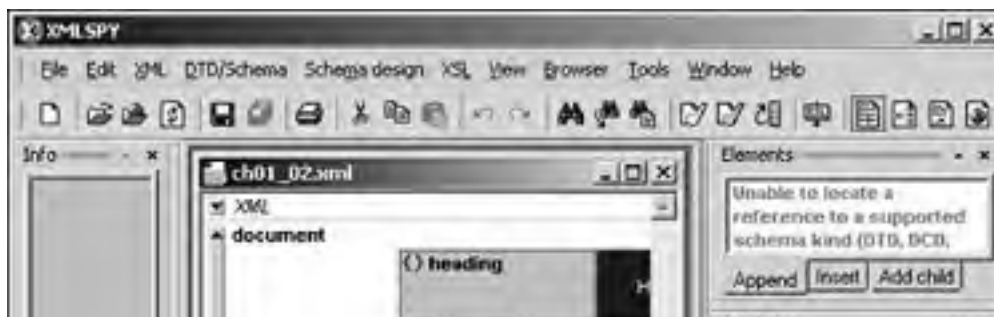 XMLSPY
File Edit XML DTD/Schema Schema design XSL View Browser Tools Window Help
Info
ch01_02.xml
XML
document
() heading
Elements
Unable to locate a
reference to a supported
schema kind (DTD, DCD,
Append Insert Add child